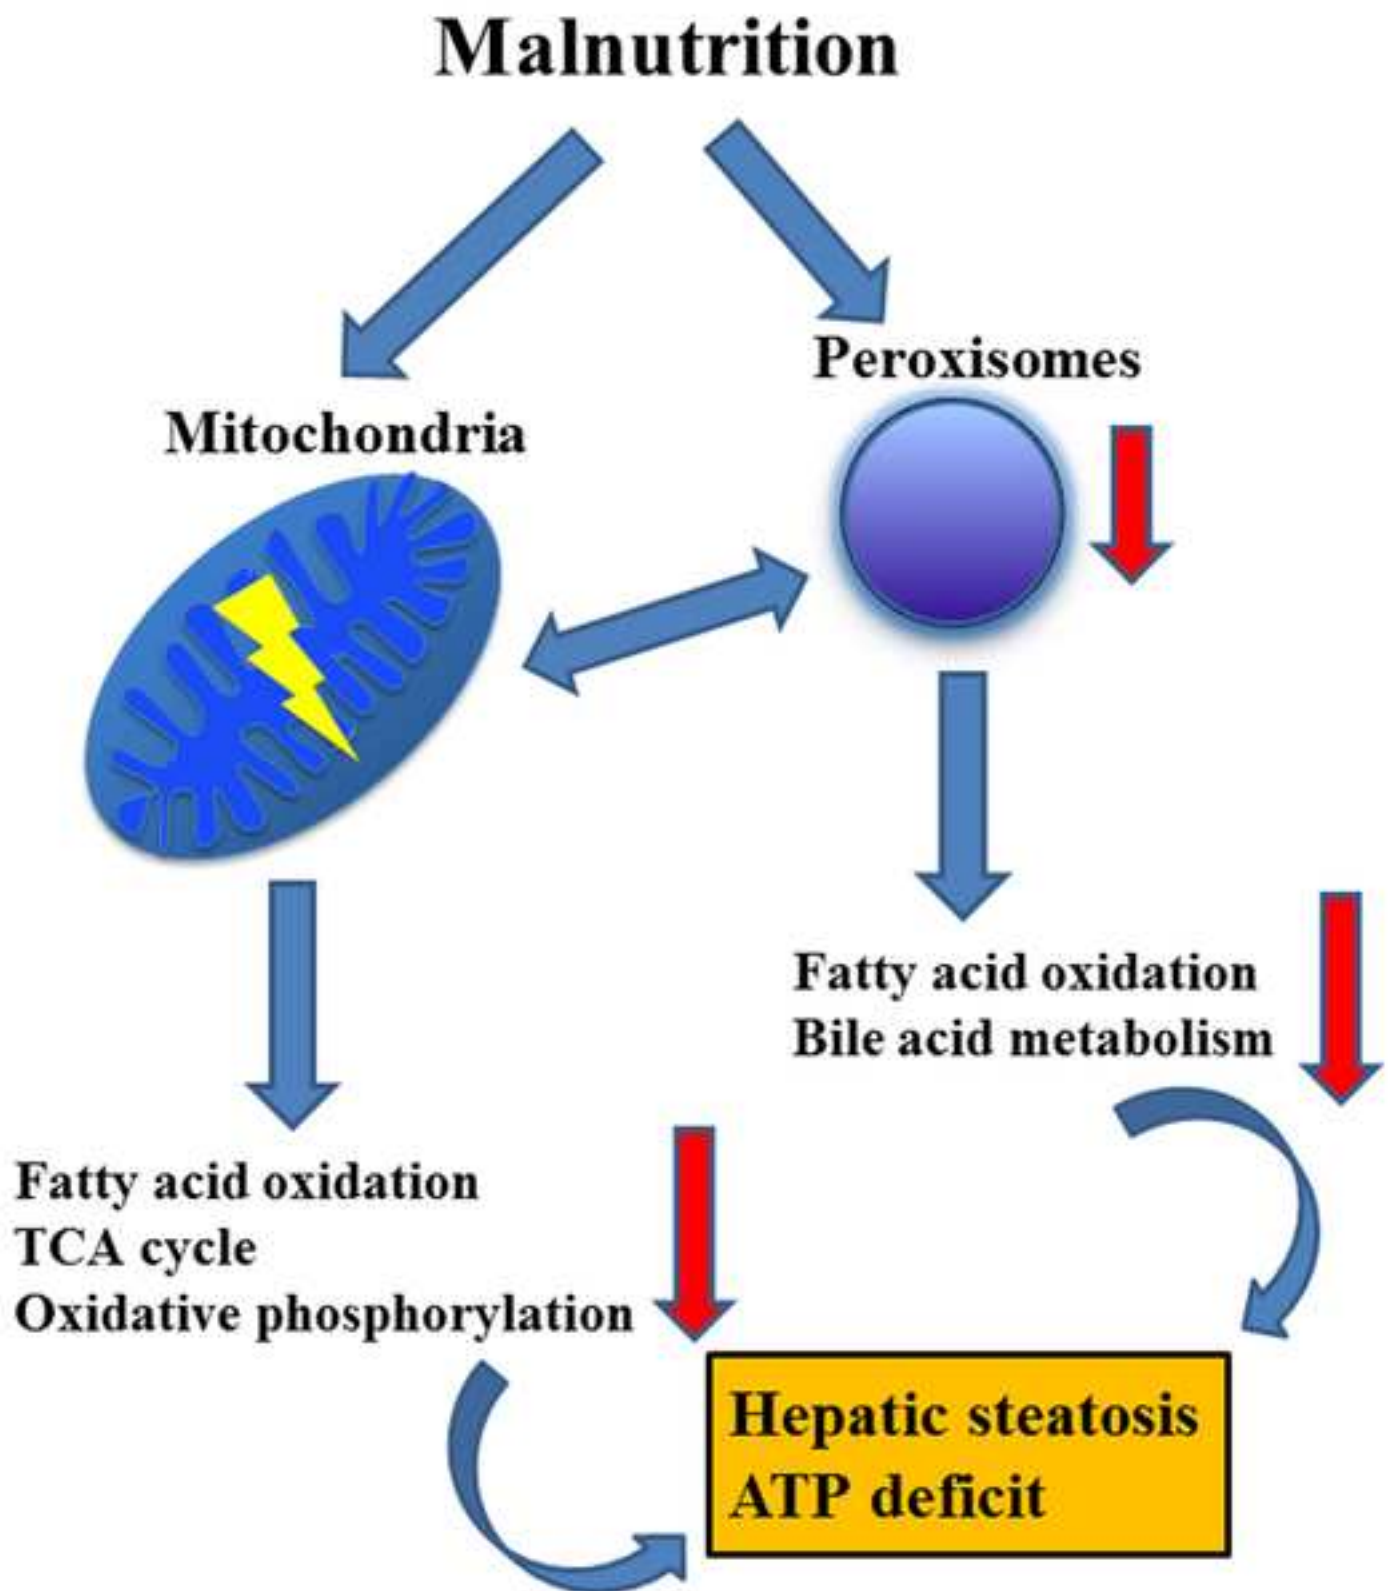 Malnutrition
Peroxisomes
Mitochondria
Fatty acid oxidation
Bile acid metabolism
Fatty acid oxidation
TCA cycle
Oxidative phosphorylation
Hepatic steatosis
ATP deficit